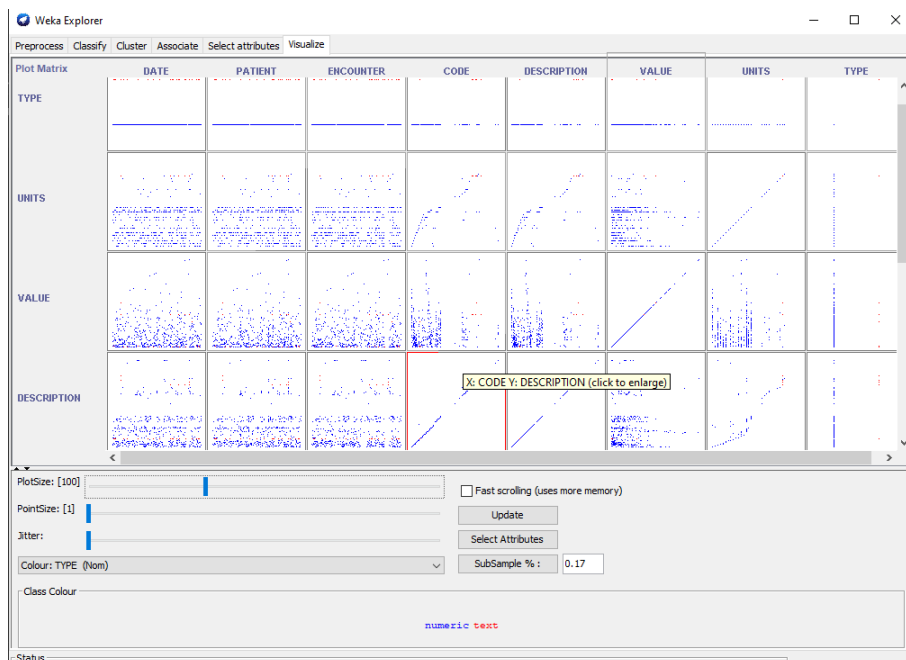 Weka Explorer
Preprocess Classify Cluster Associate Select attributes Visualize
Plot Matrix DATE PATIENT ENCOUNTER CODE DESCRIPTION VALUE UNITS TYPE
TYPE
UNITS
VALUE
X: CODE Y: DESCRIPTION (click to enlarge)
DESCRIPTION
PlotSize: [100]
Fast scrolling (uses more memory)
PointSize: [1]
Update
Jitter:
Select Attributes
Colour: TYPE (Nom)
SubSample % : 0.17
Class Colour
numeric text
Status